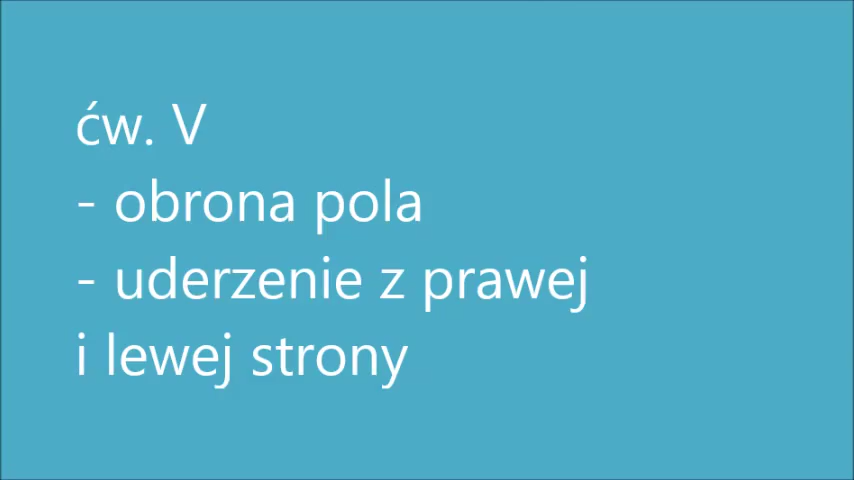 ćw. V
- obrona pola
- uderzenie z prawej
i lewej strony